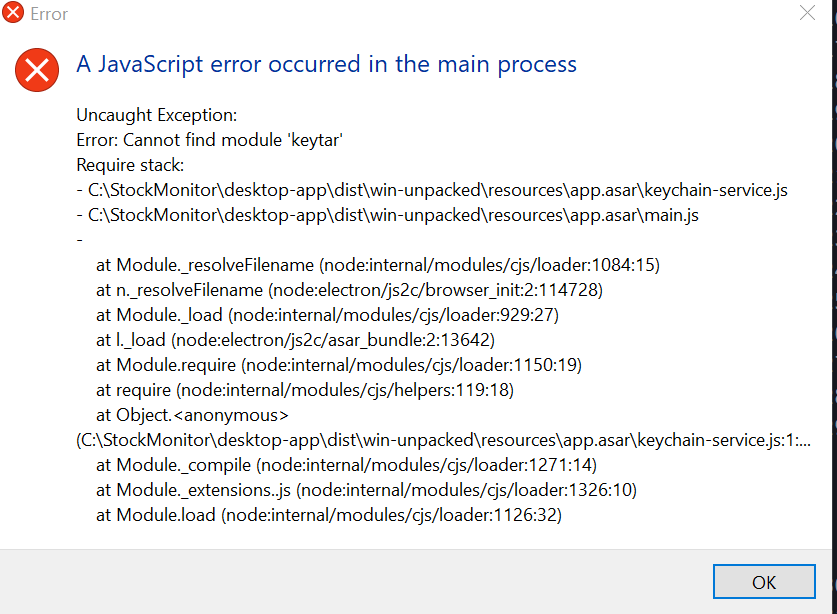 Error
A JavaScript error occurred in the main process
Uncaught Exception:
Error: Cannot find module 'keytar'
Require stack:
- C:\StockMonitor\desktop-app\dist\win-unpacked\resources\app.asar\keychain-service.js
- C:\StockMonitor\desktop-app\dist\win-unpacked\resources\app.asar\main.js
-
at Module._resolveFilename (node:internal/modules/cjs/loader:1084:15)
at n._resolveFilename (node:electron/js2c/browser_init:2:114728)
at Module._load (node:internal/modules/cjs/loader:929:27)
at l._load (node:electron/js2c/asar_bundle:2:13642)
at Module.require (node:internal/modules/cjs/loader:1150:19)
at require (node:internal/modules/cjs/helpers:119:18)
at Object.<anonymous>
(C:\StockMonitor\desktop-app\dist\win-unpacked\resources\app.asar\keychain-service.js:1:...
at Module._compile (node:internal/modules/cjs/loader:1271:14)
at Module._extensions..js (node:internal/modules/cjs/loader:1326:10)
at Module.load (node:internal/modules/cjs/loader:1126:32)
OK